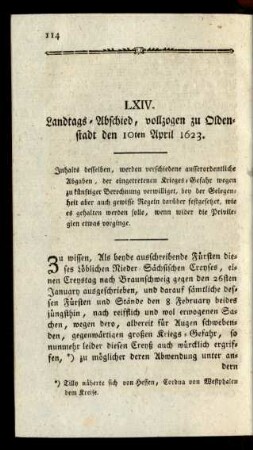 114
LXIV.
Landtags-Abschied, vollzogen zu Olden-
stadt den 10ten April 1623.
Inhalts desselben, werden verschiedene ausserordentliche
Abgaben, der eingetretenen Krieges-Gefahr wegen
zu künftiger Berechnung verwilliget, bey der Gelegen-
heit aber auch gewisse Regeln darüber festgesetzet, wie
es gehalten werden solle, wenn wider die Privile-
gien etwas vorginge.
Zu wissen, Als beyde ausschreibende Fürsten die-
ses löblichen Nieder Sächsischen Creyses, ei-
nen Creystag nach Braunschweig gegen den 26sten
January ausgeschrieben, und darauf sämtliche des-
sen Fürsten und Stände den 8 February beides
jüngsthin, nach reifflich und wol erwogenen Sa-
chen, wegen dero, albereit für Augen schweben-
den, gegenwärtigen großen Kriegs-Gefahr, so
nunmehr leider diesen Creyß auch würcklich ergrif-
fen, *) zu möglicher deren Abwendung unter an-
dern
*) Tilly näherte sich von Hessen, Cordua von Westphalen
dem Kreise.